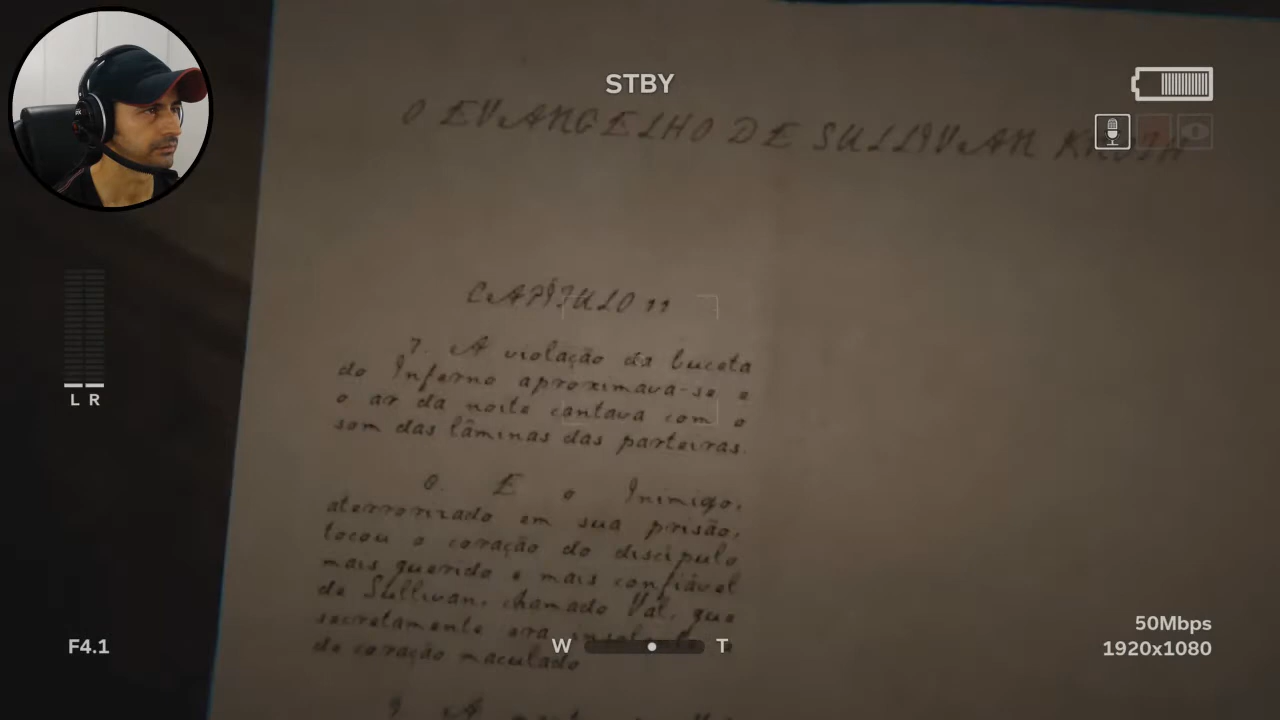 STBY
O EVANGELHO DE SULLIVAN KNOTH
CAPÍTULO 11
7. A violação da buceta
do Inferno aproximava-se e
o ar da noite cantava com o
som das lâminas das parteiras.
8. E o Inimigo,
aterrorizado em sua prisão,
tocou o coração do discípulo
mais querido e mais confiável
de Sullivan, chamado Val, que
secretamente era
de coração maculado
9. A
L R
F4.1
W T
50Mbps
1920x1080